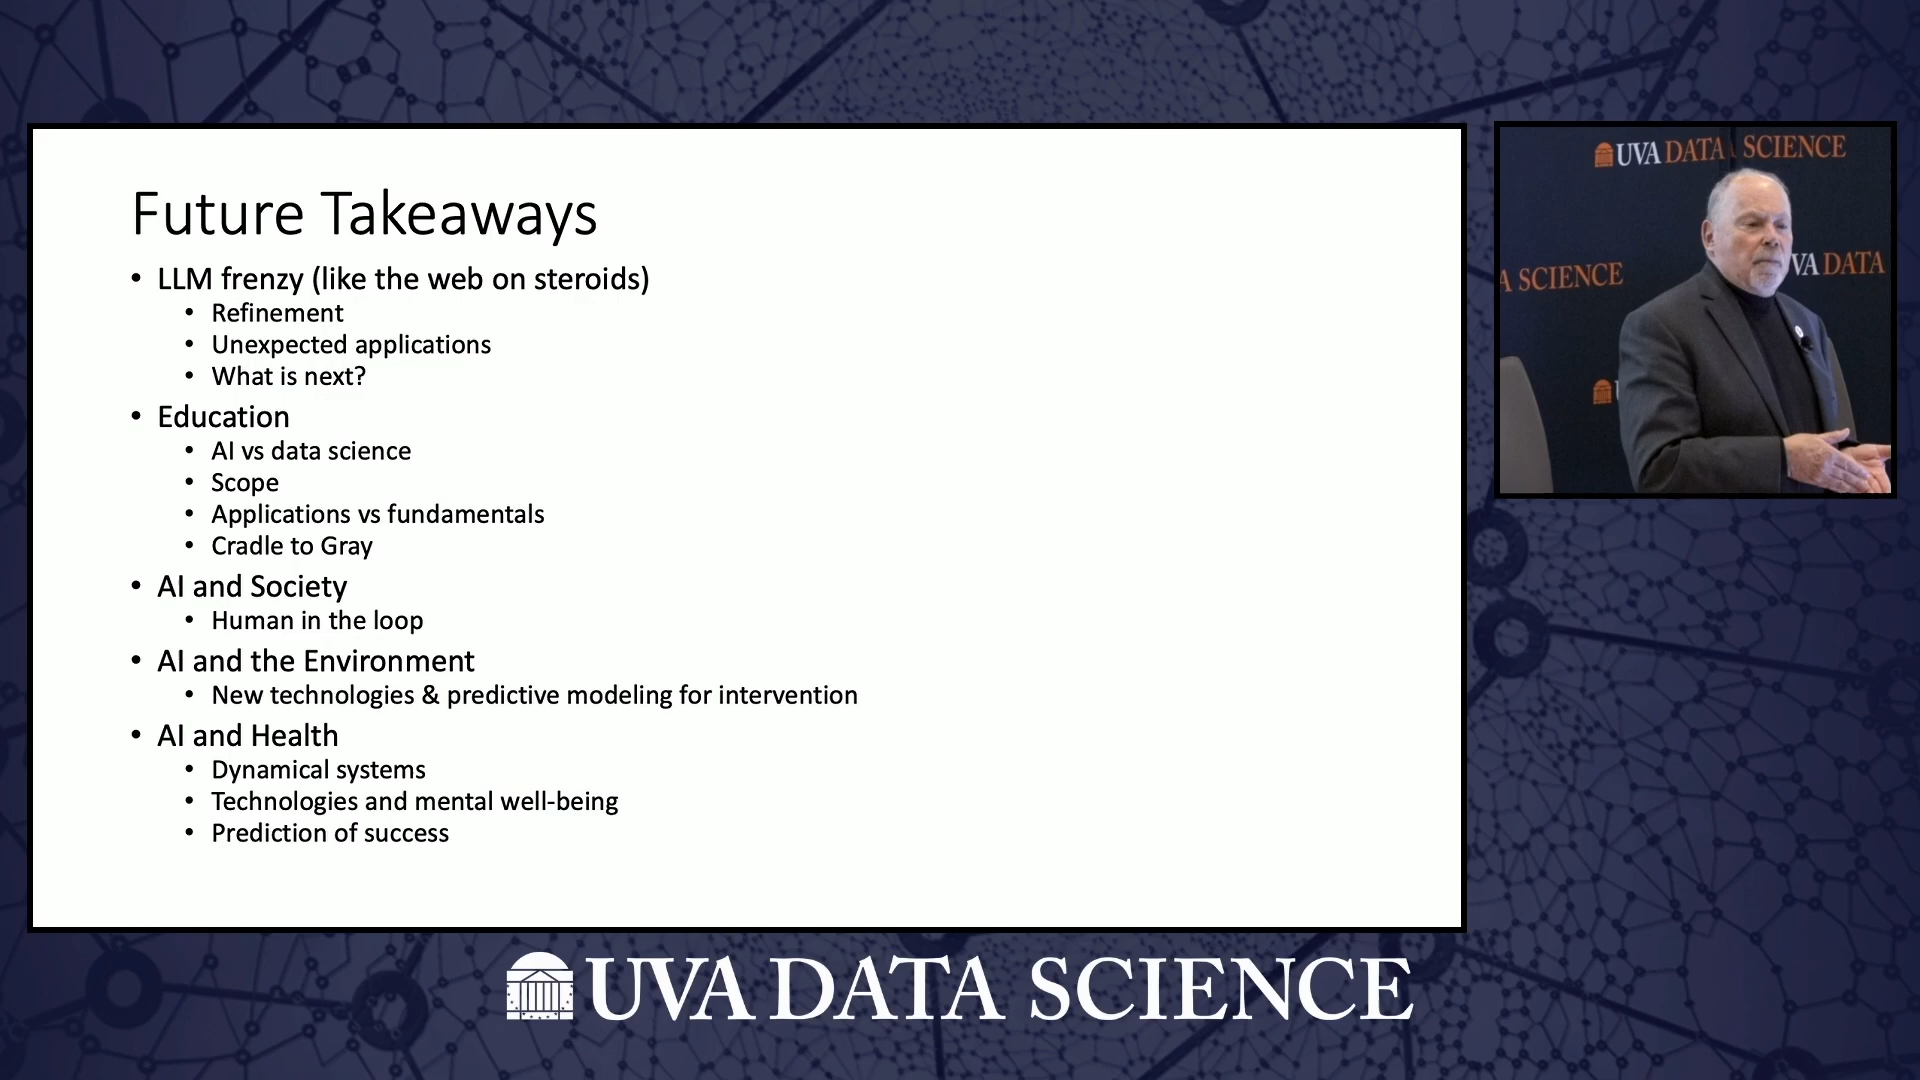 Future Takeaways
• LLM frenzy (like the web on steroids)
• Refinement
• Unexpected applications
• What is next?
• Education
• AI vs data science
• Scope
• Applications vs fundamentals
• Cradle to Gray
• AI and Society
• Human in the loop
• AI and the Environment
• New technologies & predictive modeling for intervention
• AI and Health
• Dynamical systems
• Technologies and mental well-being
• Prediction of success
UVA DATA SCIENCE
VA DATA
A SCIENCE
U
UVA DATA SCIENCE